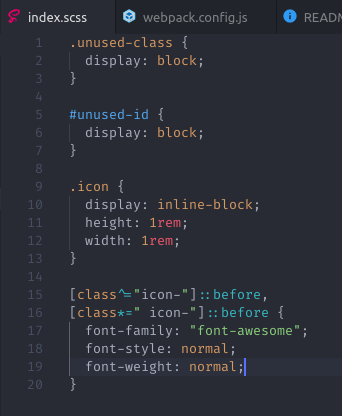 index.scss webpack.config.js README
1 .unused-class {
2 display: block;
3 }
4
5 #unused-id {
6 display: block;
7 }
8
9 .icon {
10 display: inline-block;
11 height: 1rem;
12 width: 1rem;
13 }
14
15 [class^="icon-"]::before,
16 [class*=" icon-"]::before {
17 font-family: "font-awesome";
18 font-style: normal;
19 font-weight: normal;
20 }